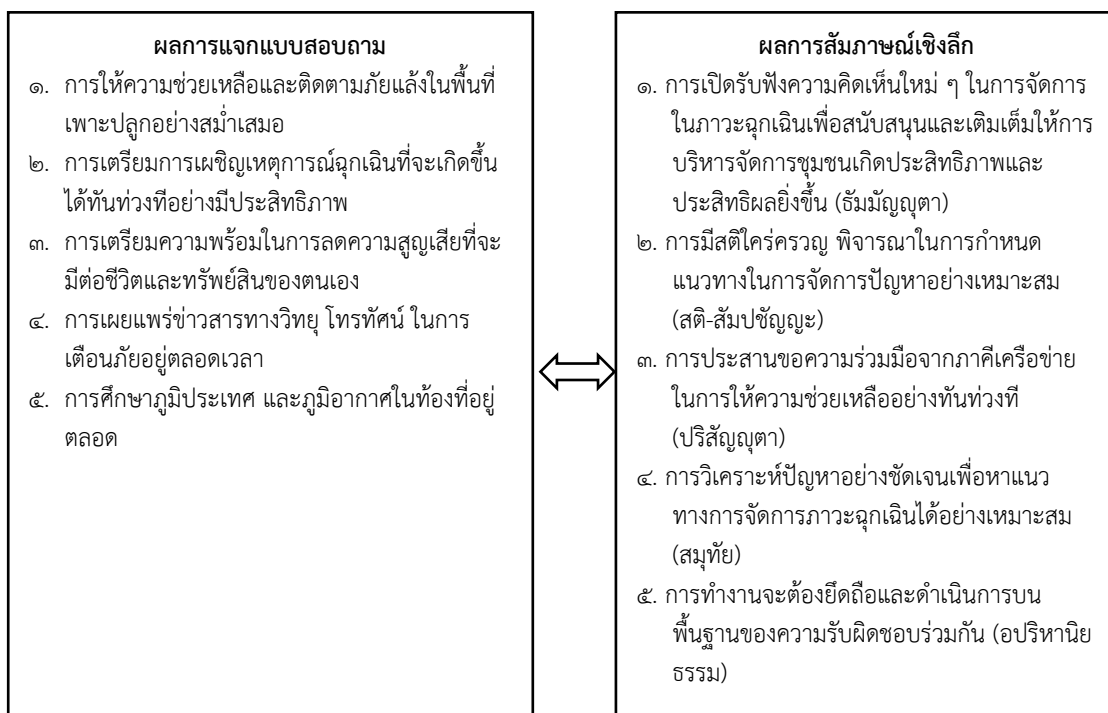 ผลการแจกแบบสอบถาม
๑. การให้ความช่วยเหลือและติดตามภัยแล้งในพื้นที่
เพาะปลูกอย่างสม่ำเสมอ
๒. การเตรียมการเผชิญเหตุการณ์ฉุกเฉินที่จะเกิดขึ้น
ได้ทันท่วงทีอย่างมีประสิทธิภาพ
๓. การเตรียมความพร้อมในการลดความสูญเสียที่จะ
มีต่อชีวิตและทรัพย์สินของตนเอง
๔. การเผยแพร่ข่าวสารทางวิทยุ โทรทัศน์ ในการ
เตือนภัยอยู่ตลอดเวลา
๕. การศึกษาภูมิประเทศ และภูมิอากาศในท้องที่อยู่
ตลอด
ผลการสัมภาษณ์เชิงลึก
๑. การเปิดรับฟังความคิดเห็นใหม่ ๆ ในการจัดการ
ในภาวะฉุกเฉินเพื่อสนับสนุนและเติมเต็มให้การ
บริหารจัดการชุมชนเกิดประสิทธิภาพและ
ประสิทธิผลยิ่งขึ้น (ธัมมัญญุตา)
๒. การมีสติใคร่ครวญ พิจารณาในการกำหนด
แนวทางในการจัดการปัญหาอย่างเหมาะสม
(สติ-สัมปชัญญะ)
๓. การประสานขอความร่วมมือจากภาคีเครือข่าย
ในการให้ความช่วยเหลืออย่างทันท่วงที
(ปริสัญญุตา)
๔. การวิเคราะห์ปัญหาอย่างชัดเจนเพื่อหาแนว
ทางการจัดการภาวะฉุกเฉินได้อย่างเหมาะสม
(สมุทัย)
๕. การทำงานจะต้องยึดถือและดำเนินการบน
พื้นฐานของความรับผิดชอบร่วมกัน (อปริหานิย
ธรรม)